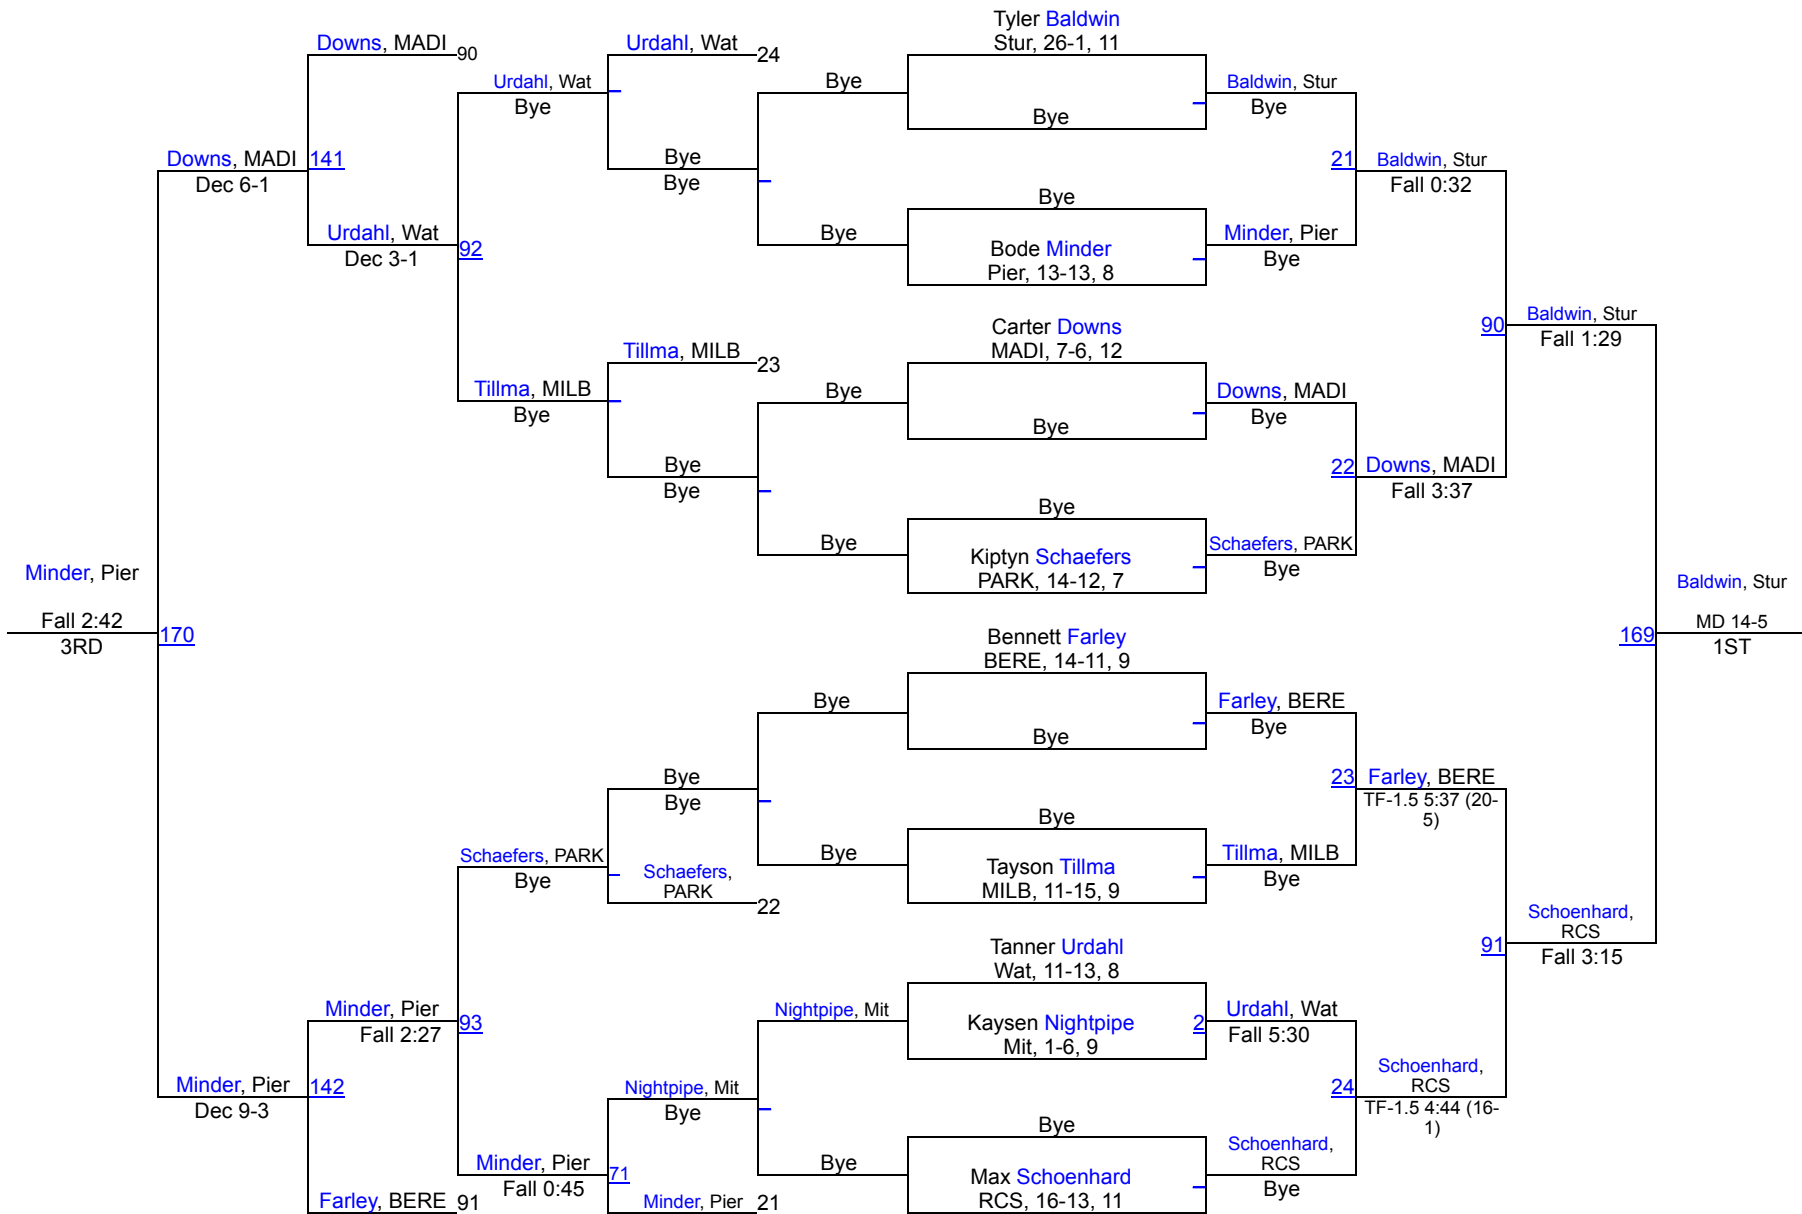 Tyler Baldwin
Stur, 26-1, 11
Downs, MADI
90
Urdahl, Wat
24
Urdahl, Wat
Bye
Bye
Bye
Baldwin, Stur
Bye
Downs, MADI
141
Dec 6-1
Bye
Bye
21
Baldwin, Stur
Fall 0:32
Bye
Urdahl, Wat
Dec 3-1
92
Bye
Bode Minder
Pier, 13-13, 8
Minder, Pier
Bye
Carter Downs
MADI, 7-6, 12
90
Baldwin, Stur
Fall 1:29
Tillma, MILB
23
Tillma, MILB
Bye
Bye
Bye
Downs, MADI
Bye
Bye
Bye
22
Downs, MADI
Fall 3:37
Bye
Bye
Kiptyn Schaefers
PARK, 14-12, 7
Schaefers, PARK
Bye
Minder, Pier
Fall 2:42
3RD
170
Baldwin, Stur
169
MD 14-5
1ST
Bennett Farley
BERE, 14-11, 9
Bye
Bye
Farley, BERE
Bye
Bye
Bye
23
Farley, BERE
TF-1.5 5:37 (20-
5)
Bye
Schaefers, PARK
Bye
Schaefers,
PARK
22
Bye
Tayson Tillma
MILB, 11-15, 9
Tillma, MILB
Bye
Tanner Urdahl
Wat, 11-13, 8
91
Schoenhard,
RCS
Fall 3:15
Minder, Pier
Fall 2:27
93
Nightpipe, Mit
Kaysen Nightpipe
Mit, 1-6, 9
2
Urdahl, Wat
Fall 5:30
Minder, Pier
142
Dec 9-3
Nightpipe, Mit
Bye
24
Schoenhard,
RCS
TF-1.5 4:44 (16-
1)
Bye
Minder, Pier
Fall 0:45
71
Bye
Max Schoenhard
RCS, 16-13, 11
Schoenhard,
RCS
Bye
Farley, BERE
91
Minder, Pier
21